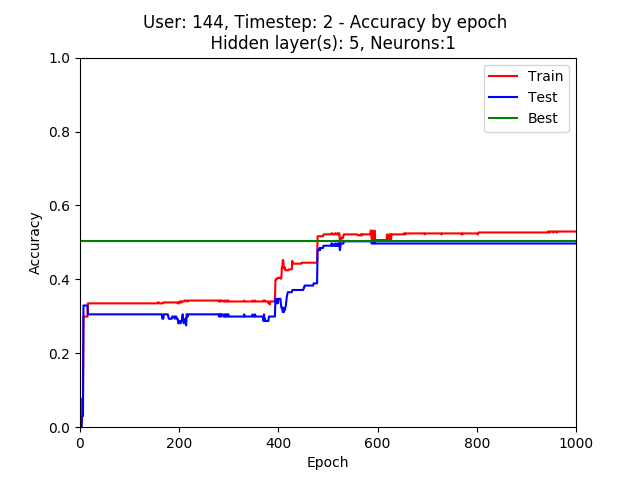 User: 144, Timestep: 2 - Accuracy by epoch
Hidden layer(s): 5, Neurons:1
Train
Test
Best
1.0
0.8
0.6
0.4
0.2
0.0
Accuracy
0 200 400 600 800 1000
Epoch